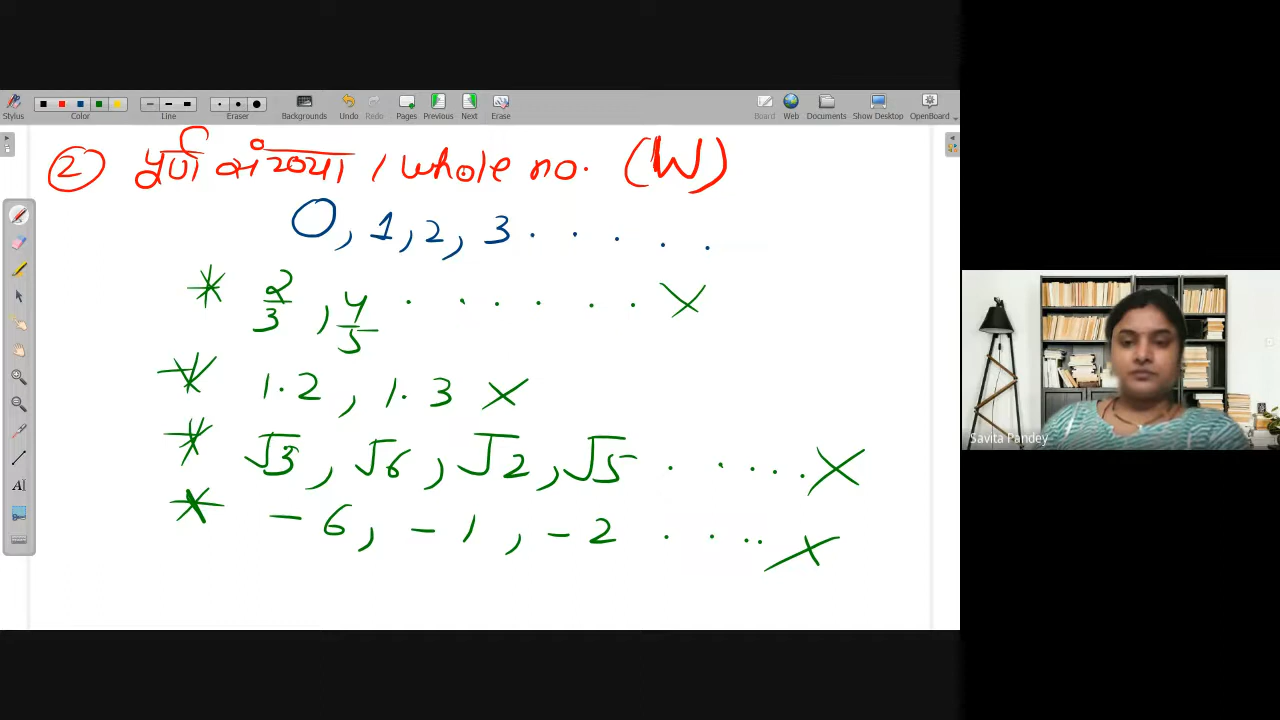 Stylus Color Line Eraser Backgrounds Undo Redo Pages Previous Next Erase Board Web Documents Show Desktop OpenBoard
② पूर्ण संख्या / whole no. (W)
0, 1, 2, 3 . . . . .
* 2/3 , 4/5 . . . . . . X
* 1.2 , 1.3 X
* √3 , √6 , √2 , √5 . . . . . X
* -6 , -1 , -2 . . . . X
Savita Pandey